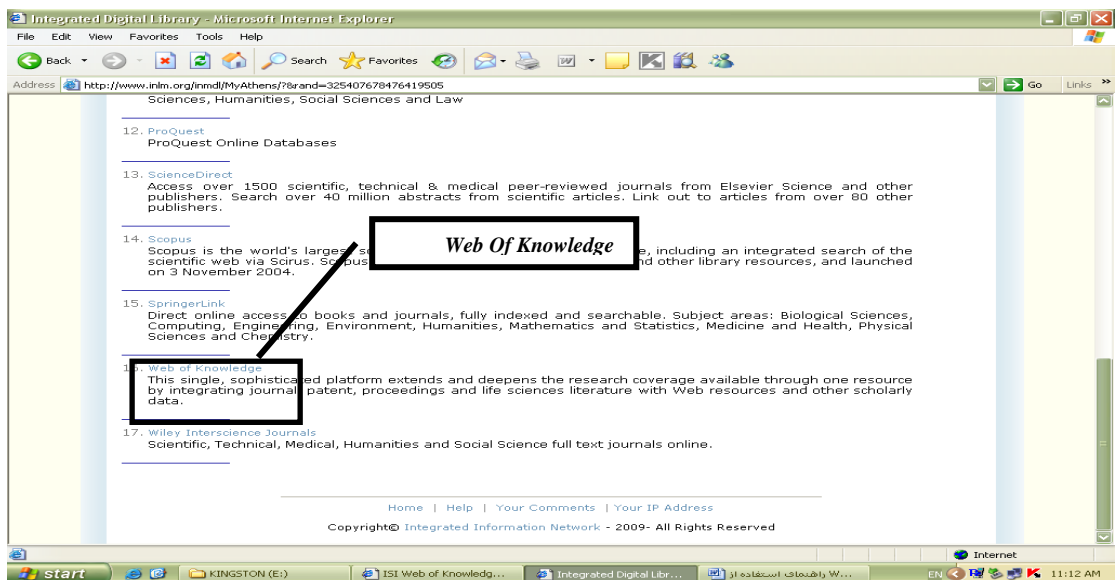 Integrated Digital Library - Microsoft Internet Explorer
File Edit View Favorites Tools Help
Back Search Favorites
Address http://www.inlm.org/inmdl/MyAthens/?&rand=325407678476419505 Go Links
Sciences, Humanities, Social Sciences and Law
12. ProQuest
ProQuest Online Databases
13. ScienceDirect
Access over 1500 scientific, technical & medical peer-reviewed journals from Elsevier Science and other
publishers. Search over 40 million abstracts from scientific articles. Link out to articles from over 80 other
publishers.
Web Of Knowledge
14. Scopus
Scopus is the world's larges e, including an integrated search of the
scientific web via Scirus. Scopus nd other library resources, and launched
on 3 November 2004.
15. SpringerLink
Direct online access to books and journals, fully indexed and searchable. Subject areas: Biological Sciences,
Computing, Engineering, Environment, Humanities, Mathematics and Statistics, Medicine and Health, Physical
Sciences and Chemistry.
16. Web of Knowledge
This single, sophisticated platform extends and deepens the research coverage available through one resource
by integrating journal, patent, proceedings and life sciences literature with Web resources and other scholarly
data.
17. Wiley Interscience Journals
Scientific, Technical, Medical, Humanities and Social Science full text journals online.
Home | Help | Your Comments | Your IP Address
Copyright© Integrated Information Network - 2009- All Rights Reserved
Internet
start KINGSTON (E:) ISI Web of Knowledg... Integrated Digital Libr... راهنمای استفاده از W... EN 11:12 AM